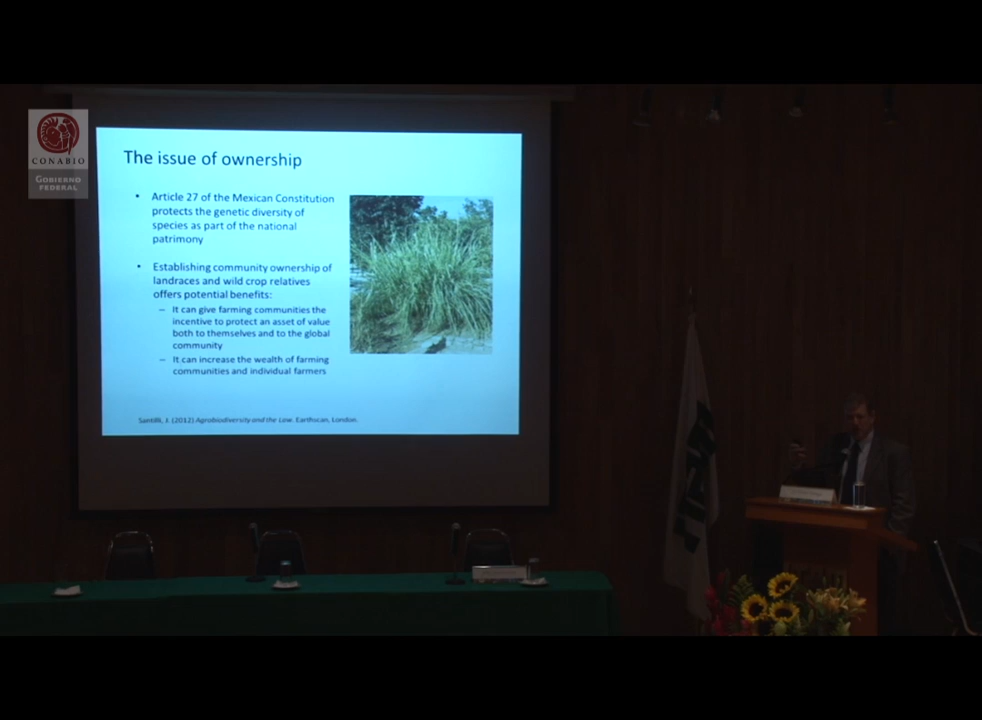 CONABIO
GOBIERNO
FEDERAL
The issue of ownership
• Article 27 of the Mexican Constitution
protects the genetic diversity of
species as part of the national
patrimony
• Establishing community ownership of
landraces and wild crop relatives
offers potential benefits:
– It can give farming communities the
incentive to protect an asset of value
both to themselves and to the global
community
– It can increase the wealth of farming
communities and individual farmers
Santilli, J. (2012) Agrobiodiversity and the Law. Earthscan, London.